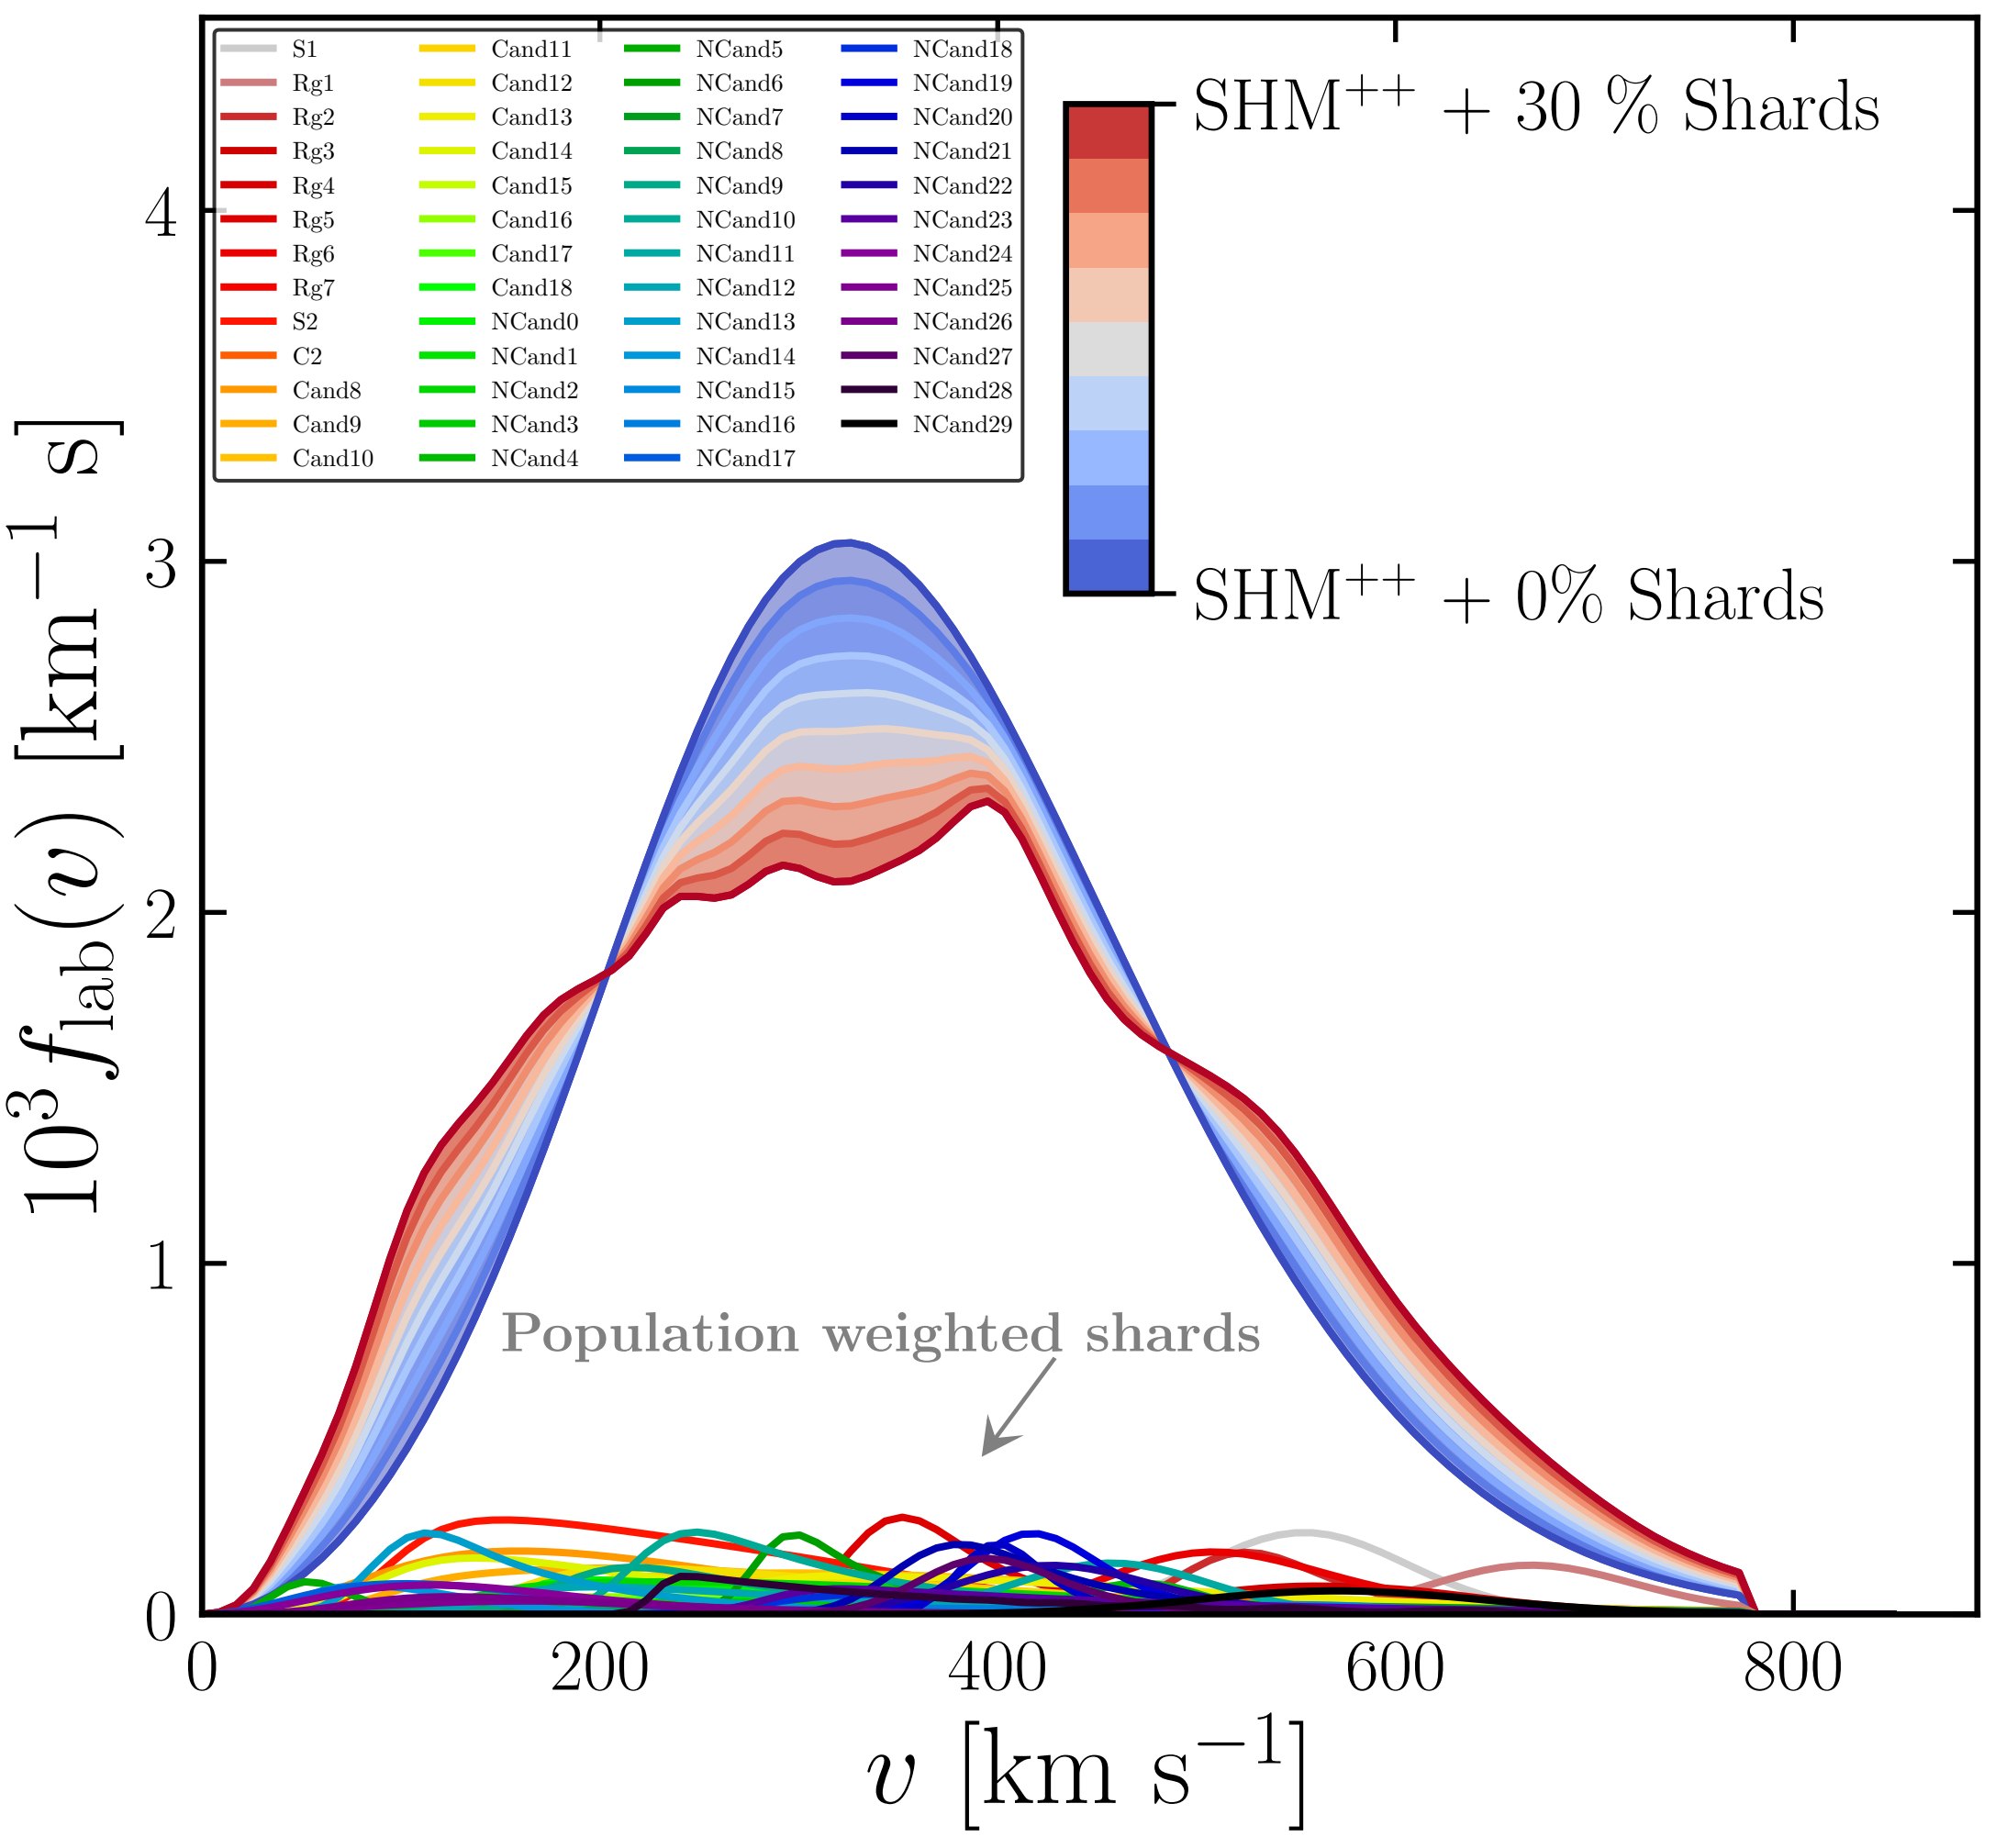 S1
Rg1
Rg2
Rg3
Rg4
Rg5
Rg6
Rg7
S2
C2
Cand8
Cand9
Cand10
Cand11
Cand12
Cand13
Cand14
Cand15
Cand16
Cand17
Cand18
NCand0
NCand1
NCand2
NCand3
NCand4
NCand5
NCand6
NCand7
NCand8
NCand9
NCand10
NCand11
NCand12
NCand13
NCand14
NCand15
NCand16
NCand17
NCand18
NCand19
NCand20
NCand21
NCand22
NCand23
NCand24
NCand25
NCand26
NCand27
NCand28
NCand29
SHM⁺⁺ + 30 % Shards
SHM⁺⁺ + 0% Shards
4
3
2
1
0
10³f_lab(v) [km⁻¹ s]
Population weighted shards
0 200 400 600 800
v [km s⁻¹]